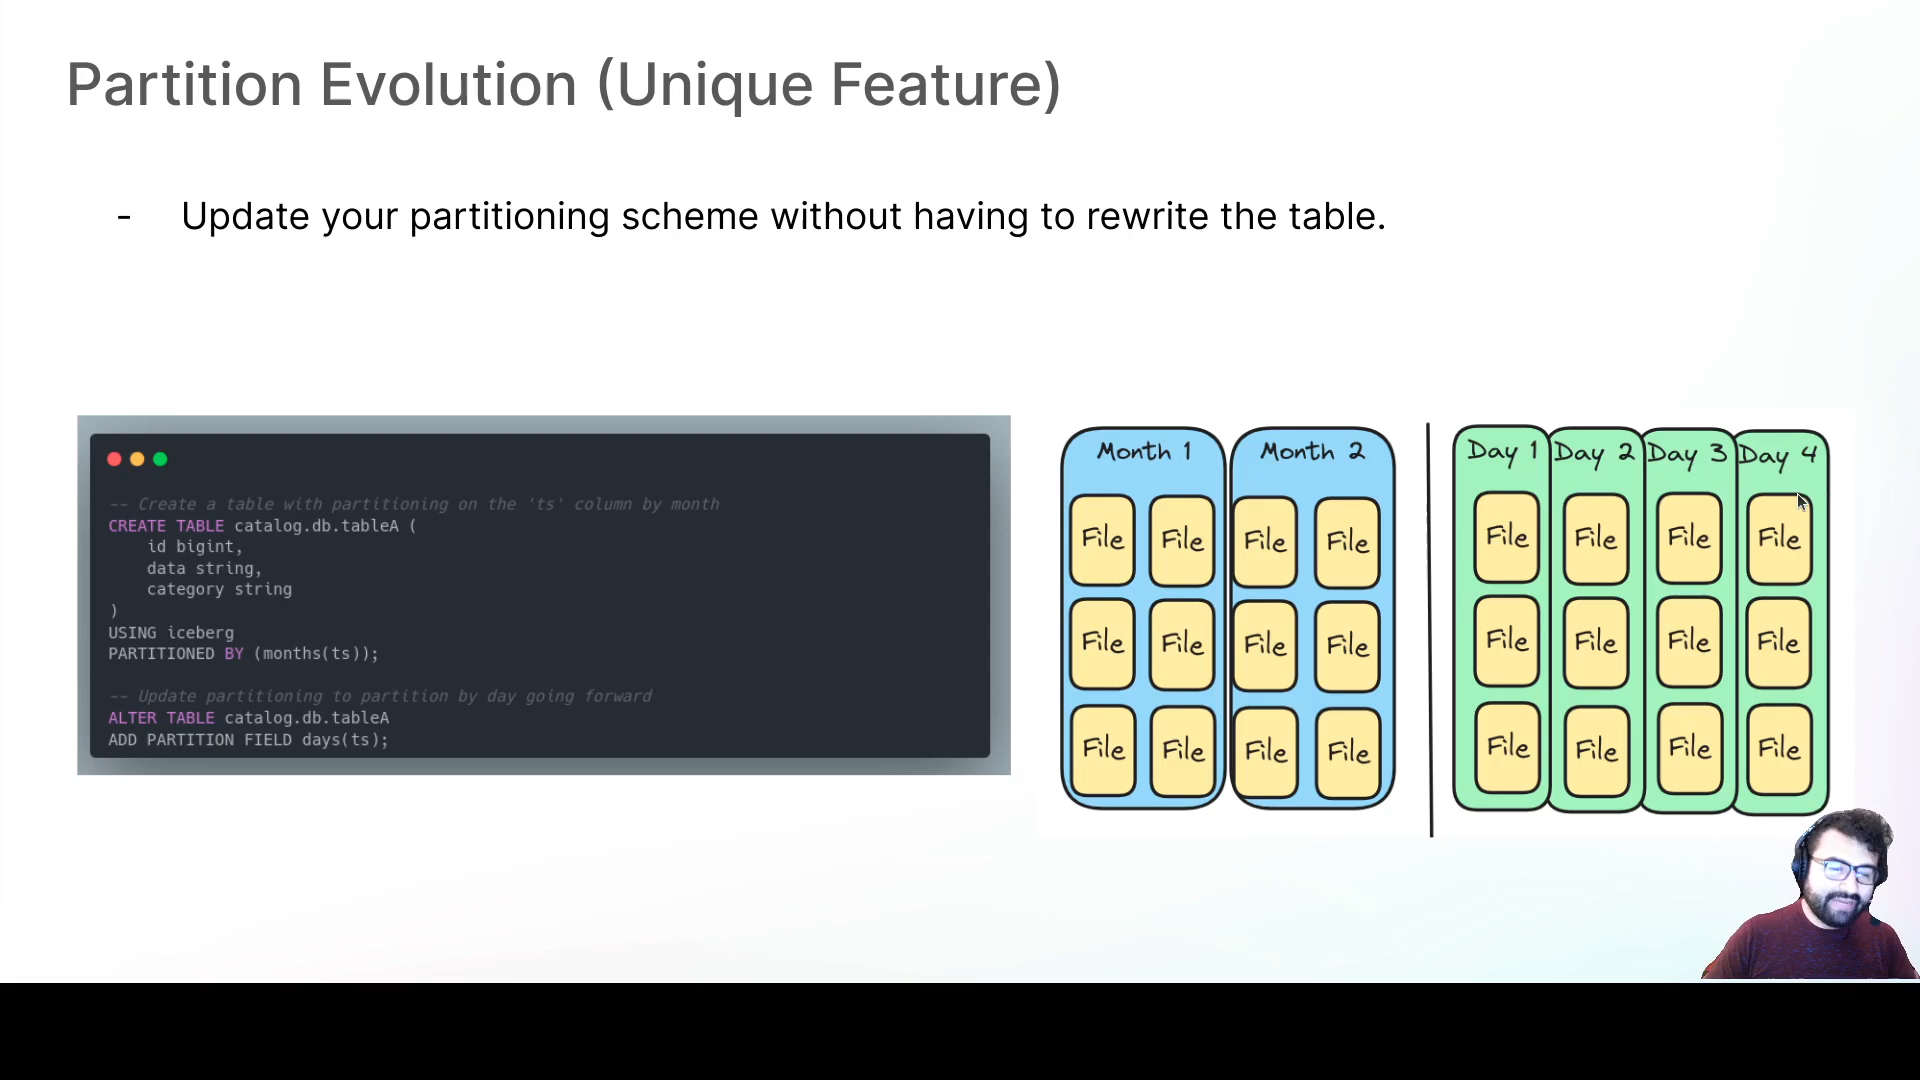 Partition Evolution (Unique Feature)
- Update your partitioning scheme without having to rewrite the table.
-- Create a table with partitioning on the 'ts' column by month
CREATE TABLE catalog.db.tableA (
    id bigint,
    data string,
    category string
)
USING iceberg
PARTITIONED BY (months(ts));
-- Update partitioning to partition by day going forward
ALTER TABLE catalog.db.tableA
ADD PARTITION FIELD days(ts);
Month 1 Month 2
File File File File
File File File File
File File File File
Day 1 Day 2 Day 3 Day 4
File File File File
File File File File
File File File File